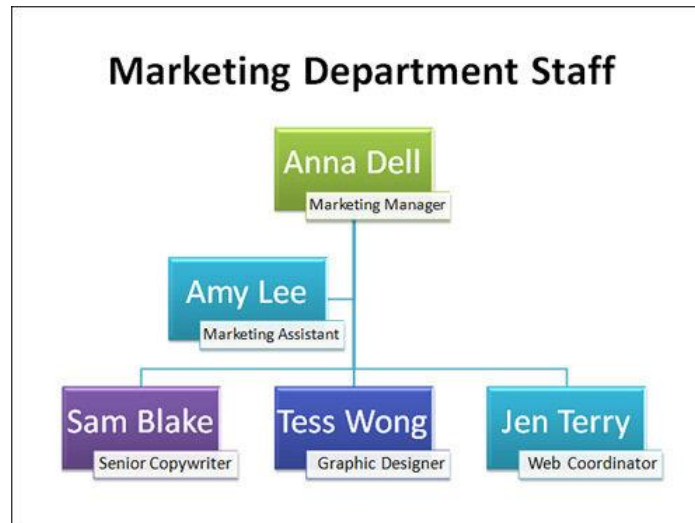 Marketing Department Staff
Anna Dell
Marketing Manager
Amy Lee
Marketing Assistant
Sam Blake
Senior Copywriter
Tess Wong
Graphic Designer
Jen Terry
Web Coordinator